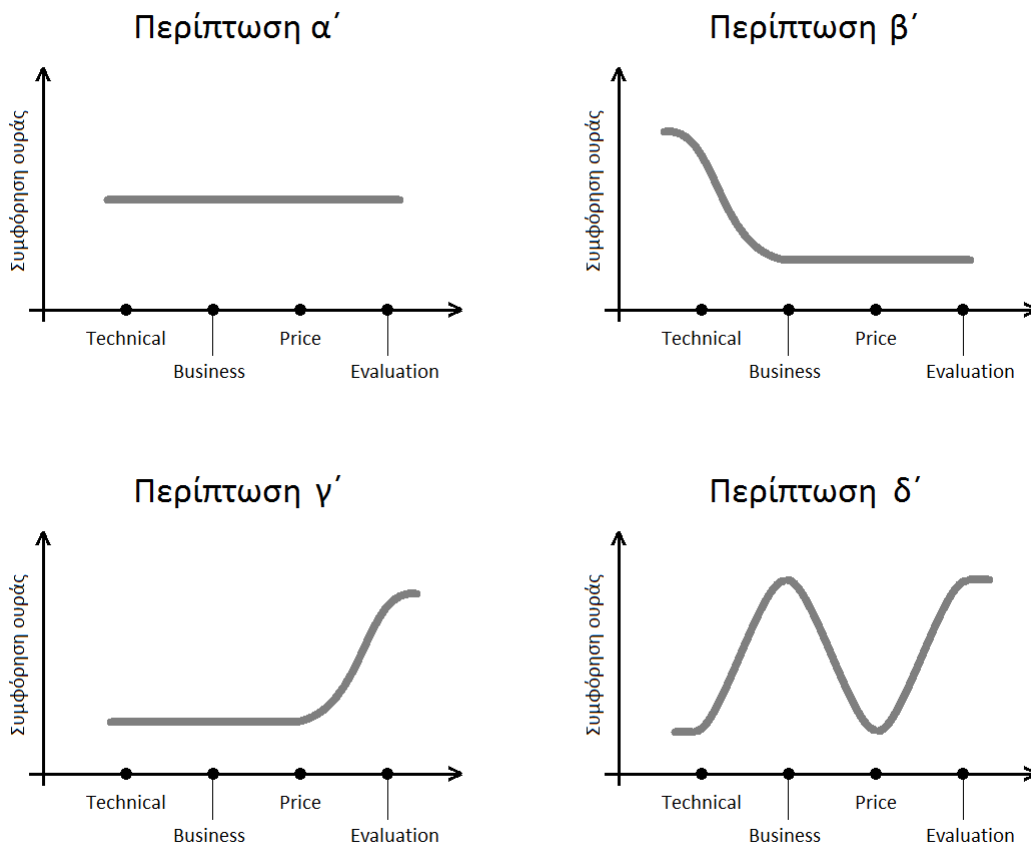 Περίπτωση α΄
Συμφόρηση ουράς
Technical
Price
Business
Evaluation
Περίπτωση β΄
Συμφόρηση ουράς
Technical
Price
Business
Evaluation
Περίπτωση γ΄
Συμφόρηση ουράς
Technical
Price
Business
Evaluation
Περίπτωση δ΄
Συμφόρηση ουράς
Technical
Price
Business
Evaluation